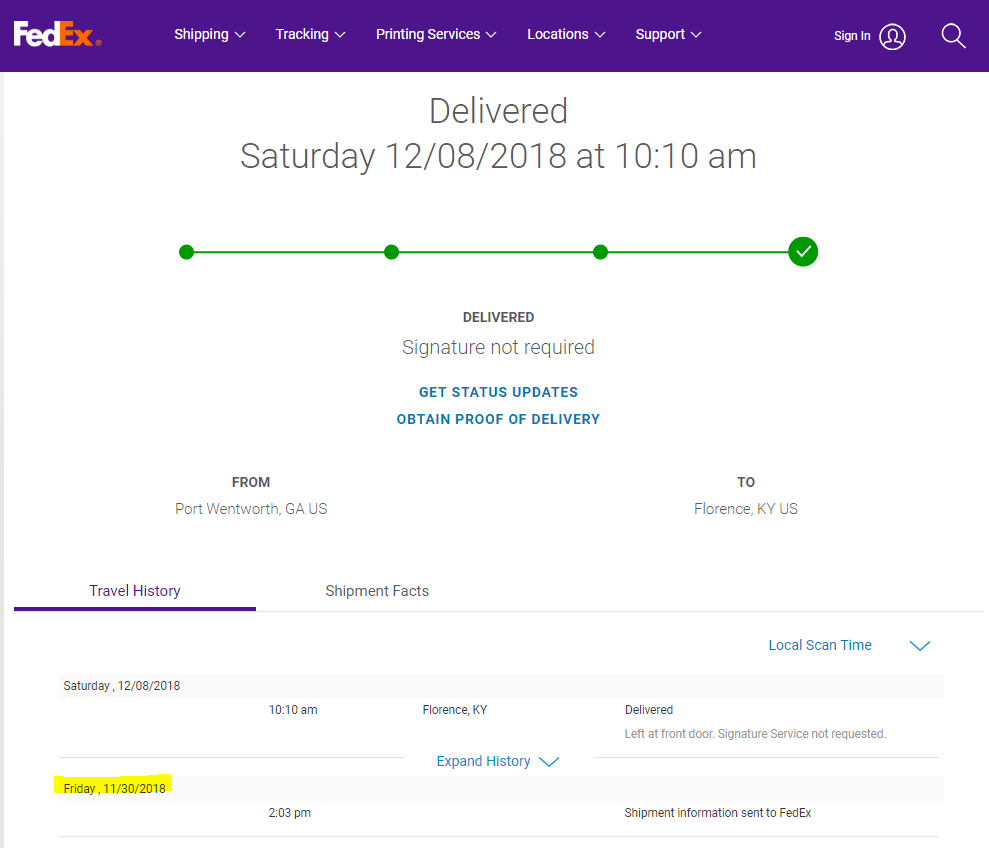 FedEx®
Shipping Tracking Printing Services Locations Support Sign In
Delivered
Saturday 12/08/2018 at 10:10 am
DELIVERED
Signature not required
GET STATUS UPDATES
OBTAIN PROOF OF DELIVERY
FROM TO
Port Wentworth, GA US Florence, KY US
Travel History Shipment Facts
Local Scan Time
Saturday , 12/08/2018
10:10 am Florence, KY Delivered
Left at front door. Signature Service not requested.
Expand History
Friday , 11/30/2018
2:03 pm Shipment information sent to FedEx